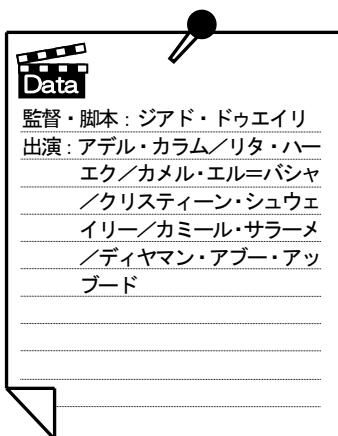 Data
監督・脚本：ジアド・ドゥエイリ
出演：アデル・カラム／リタ・ハー
エク／カメル・エル＝バシャ
／クリスティーン・シュウェ
イリー／カミール・サラーメ
／ディヤマン・アブー・アッ
ブード